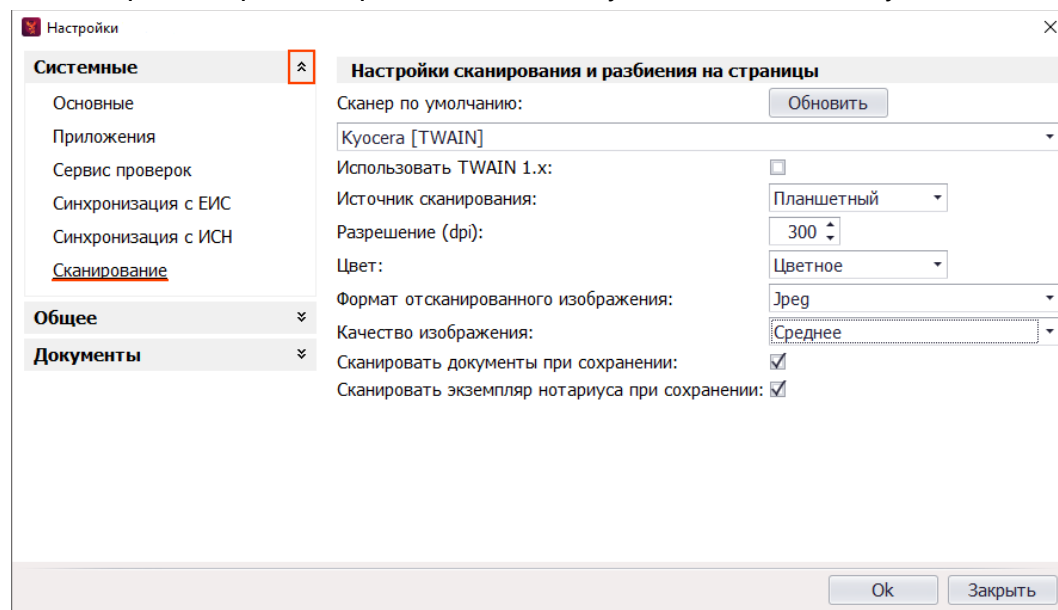 Настройки
Системные
Основные
Приложения
Сервис проверок
Синхронизация с ЕИС
Синхронизация с ИСН
Сканирование
Общее
Документы
Настройки сканирования и разбиения на страницы
Сканер по умолчанию: Обновить
Kyocera [TWAIN]
Использовать TWAIN 1.x:
Источник сканирования: Планшетный
Разрешение (dpi): 300
Цвет: Цветное
Формат отсканированного изображения: Jpeg
Качество изображения: Среднее
Сканировать документы при сохранении:
Сканировать экземпляр нотариуса при сохранении:
Ok Закрыть